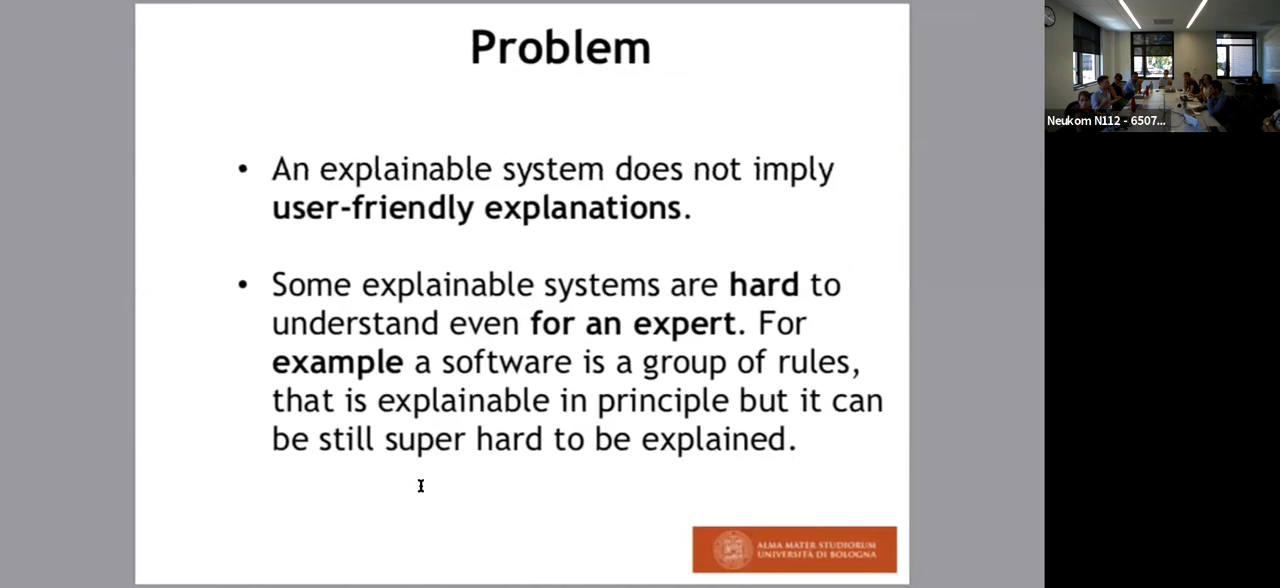 Problem
• An explainable system does not imply
user-friendly explanations.
• Some explainable systems are hard to
understand even for an expert. For
example a software is a group of rules,
that is explainable in principle but it can
be still super hard to be explained.
ALMA MATER STUDIORUM
UNIVERSITÀ DI BOLOGNA
Neukom N112 - 6507...